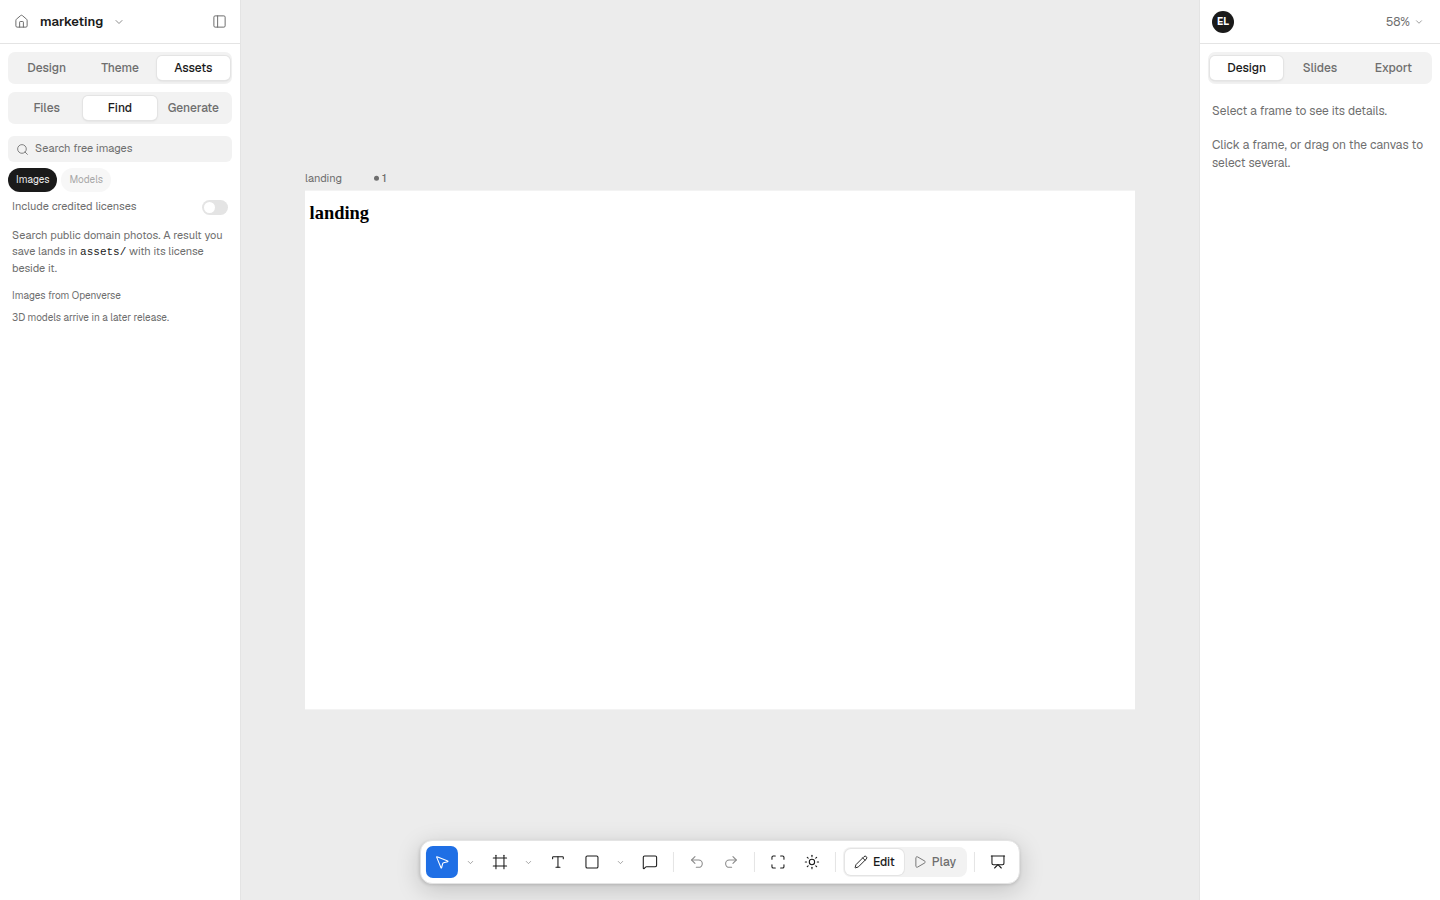 marketing
Design Theme Assets
Files Find Generate
Search free images
Images Models
Include credited licenses
Search public domain photos. A result you
save lands in assets/ with its license
beside it.
Images from Openverse
3D models arrive in a later release.
landing 1
landing
Edit Play
EL 58%
Design Slides Export
Select a frame to see its details.
Click a frame, or drag on the canvas to
select several.